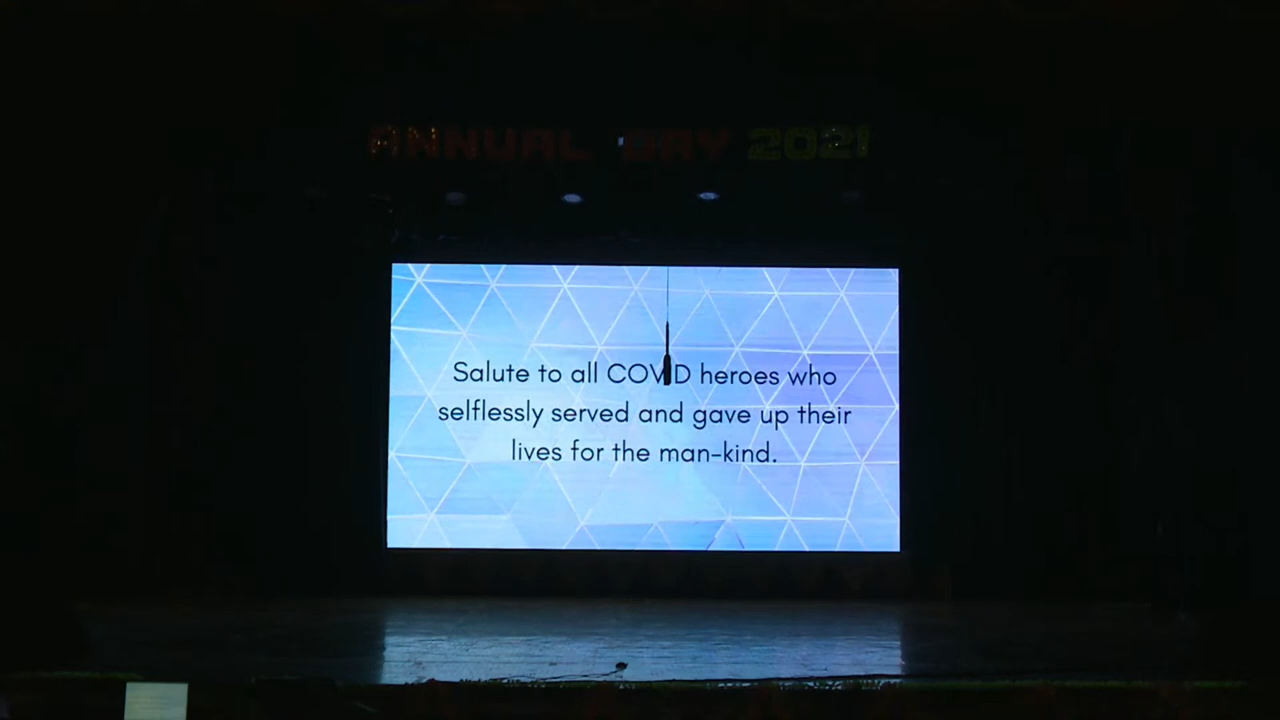 ANNUAL DAY 2021
Salute to all COVID heroes who
selflessly served and gave up their
lives for the man-kind.